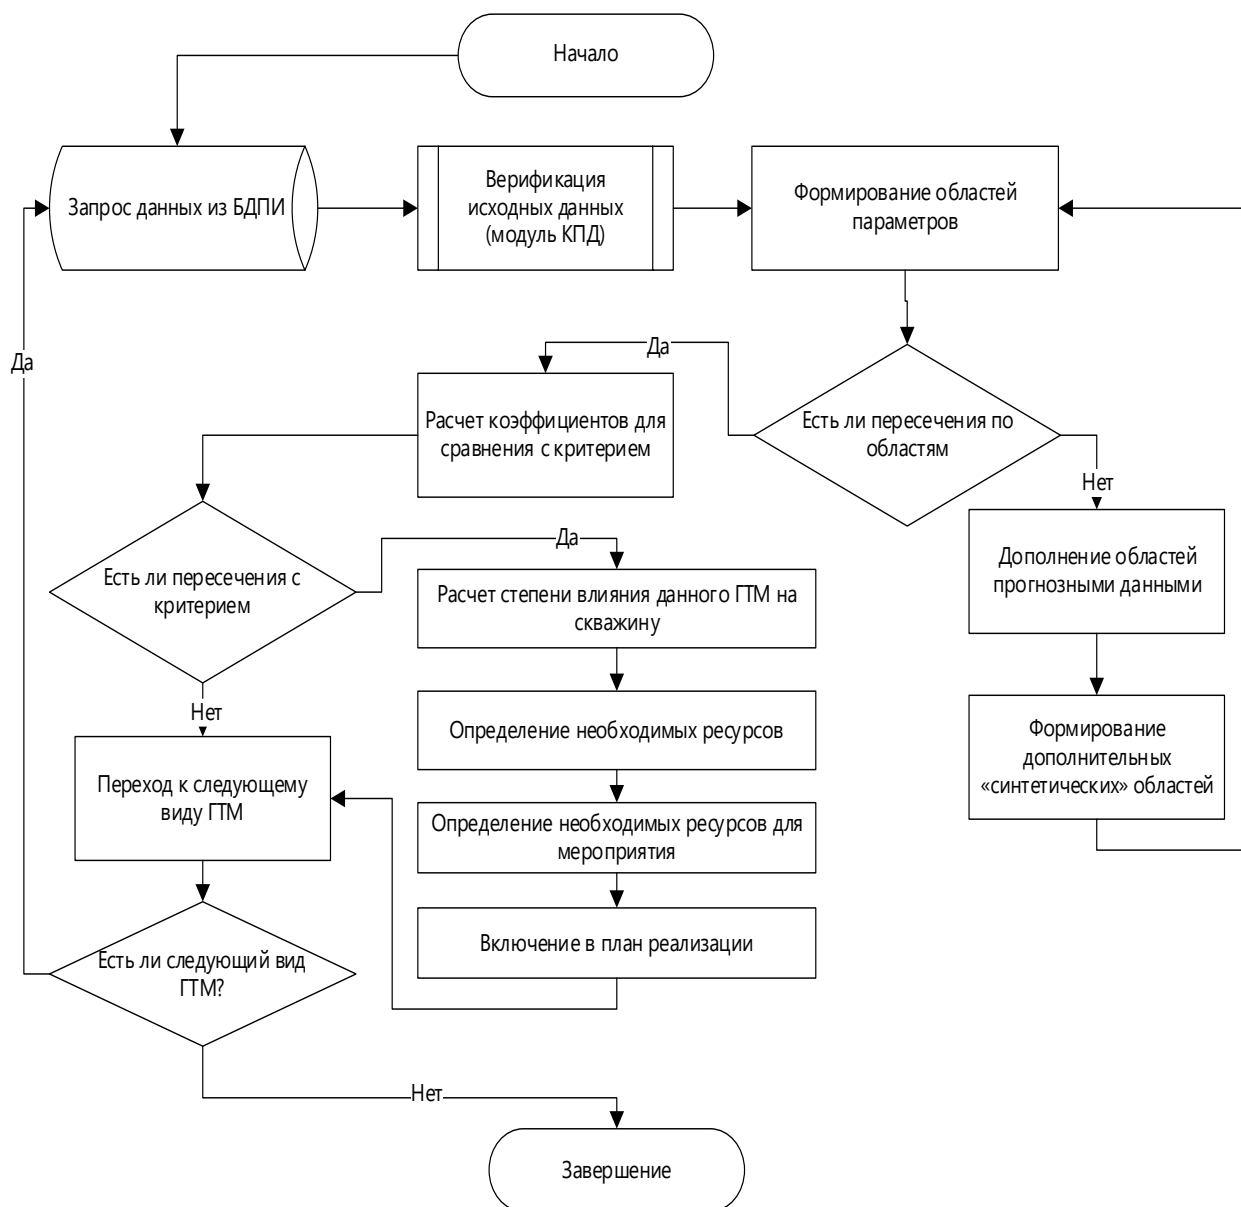 Начало
Запрос данных из БДПИ
Верификация
исходных данных
(модуль КПД)
Формирование областей
параметров
Да
Да
Расчет коэффициентов для
сравнения с критерием
Есть ли пересечения по
областям
Нет
Да
Есть ли пересечения с
критерием
Расчет степени влияния данного ГТМ на
скважину
Дополнение областей
прогнозными данными
Нет
Определение необходимых ресурсов
Формирование
дополнительных
«синтетических» областей
Переход к следующему
виду ГТМ
Определение необходимых ресурсов для
мероприятия
Есть ли следующий вид
ГТМ?
Включение в план реализации
Нет
Завершение